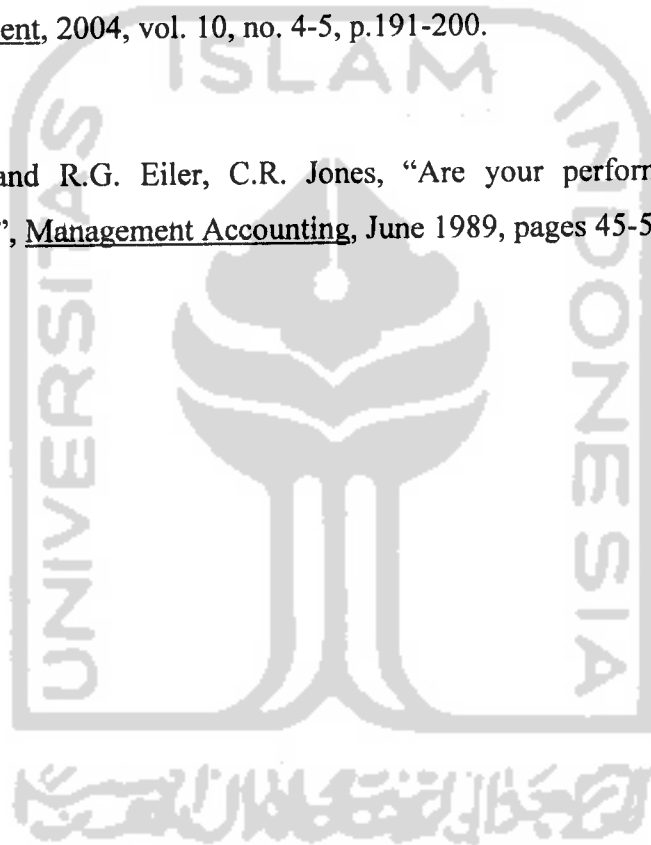 ent, 2004, vol. 10, no. 4-5, p.191-200.
ISLAM
and R.G. Eiler, C.R. Jones, “Are your perforr
”, Management Accounting, June 1989, pages 45-5
UNIVERSITAS
INDONESIA